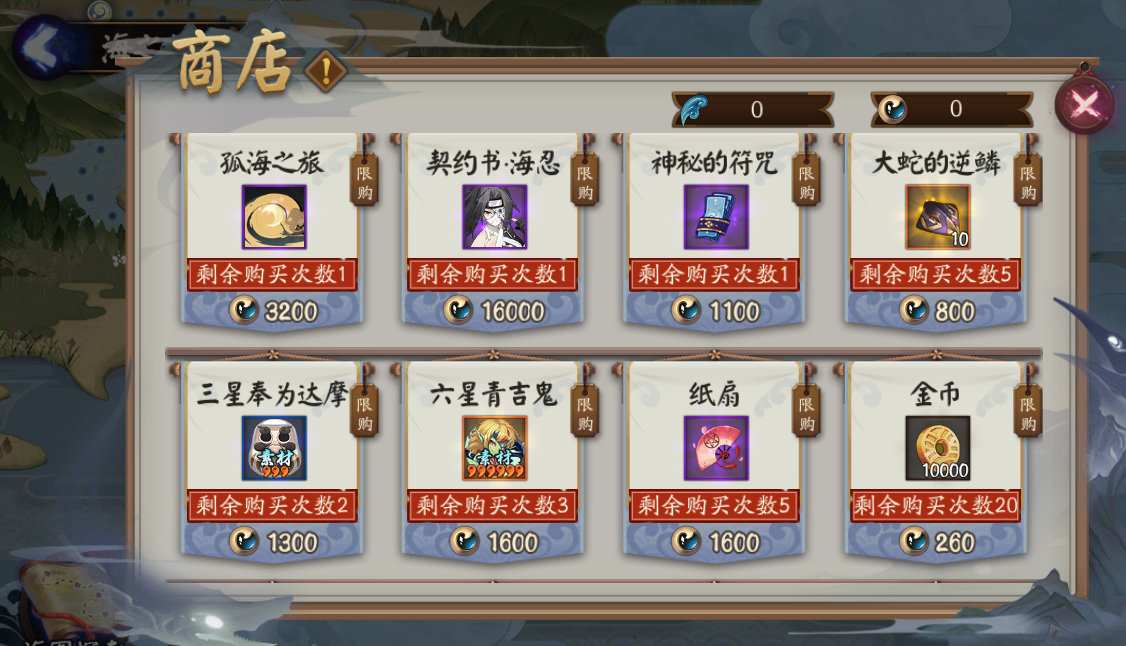 商店
!
0
0
孤海之旅
限购
剩余购买次数1
3200
契约书·海忍
限购
剩余购买次数1
16000
神秘的符咒
限购
剩余购买次数1
1100
大蛇的逆鳞
限购
10
剩余购买次数5
800
三星奉为达摩
限购
素材
999
剩余购买次数2
1300
六星青吉鬼
限购
素材
999999
剩余购买次数3
1600
纸扇
限购
剩余购买次数5
1600
金币
限购
10000
剩余购买次数20
260